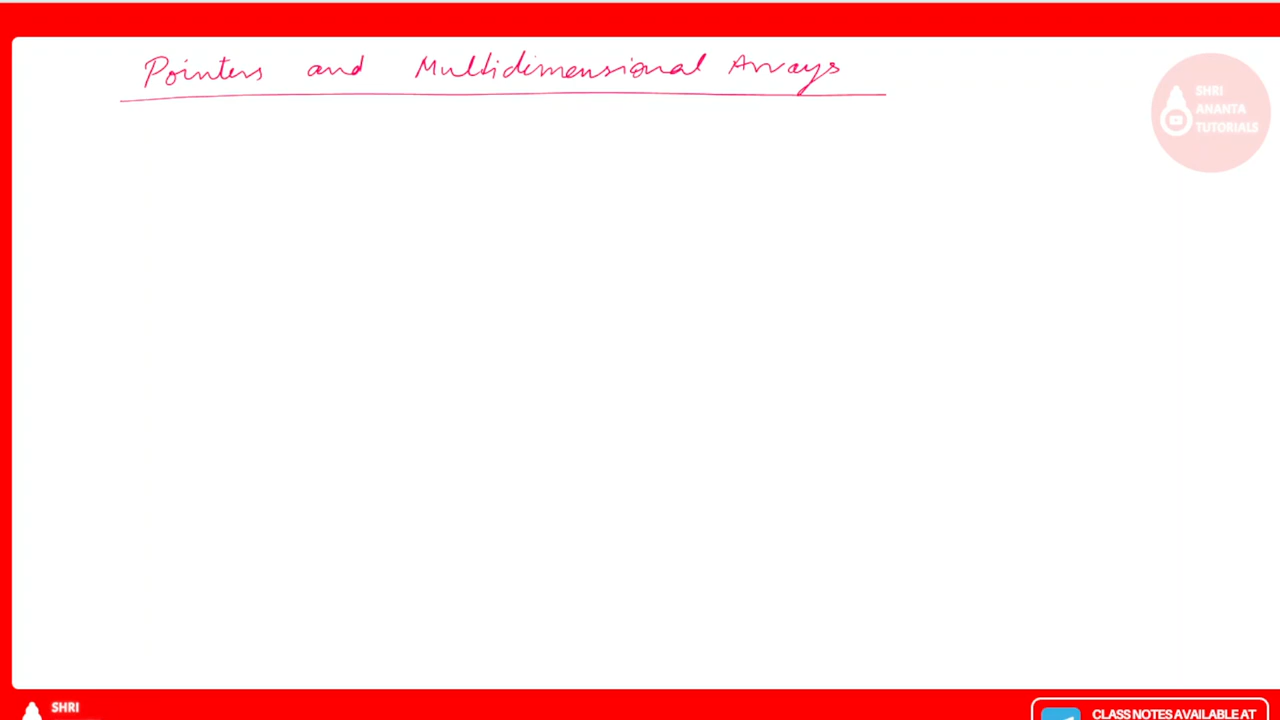 Pointers and Multidimensional Arrays
SHRI
ANANTA
TUTORIALS
SHRI
CLASS NOTES AVAILABLE AT